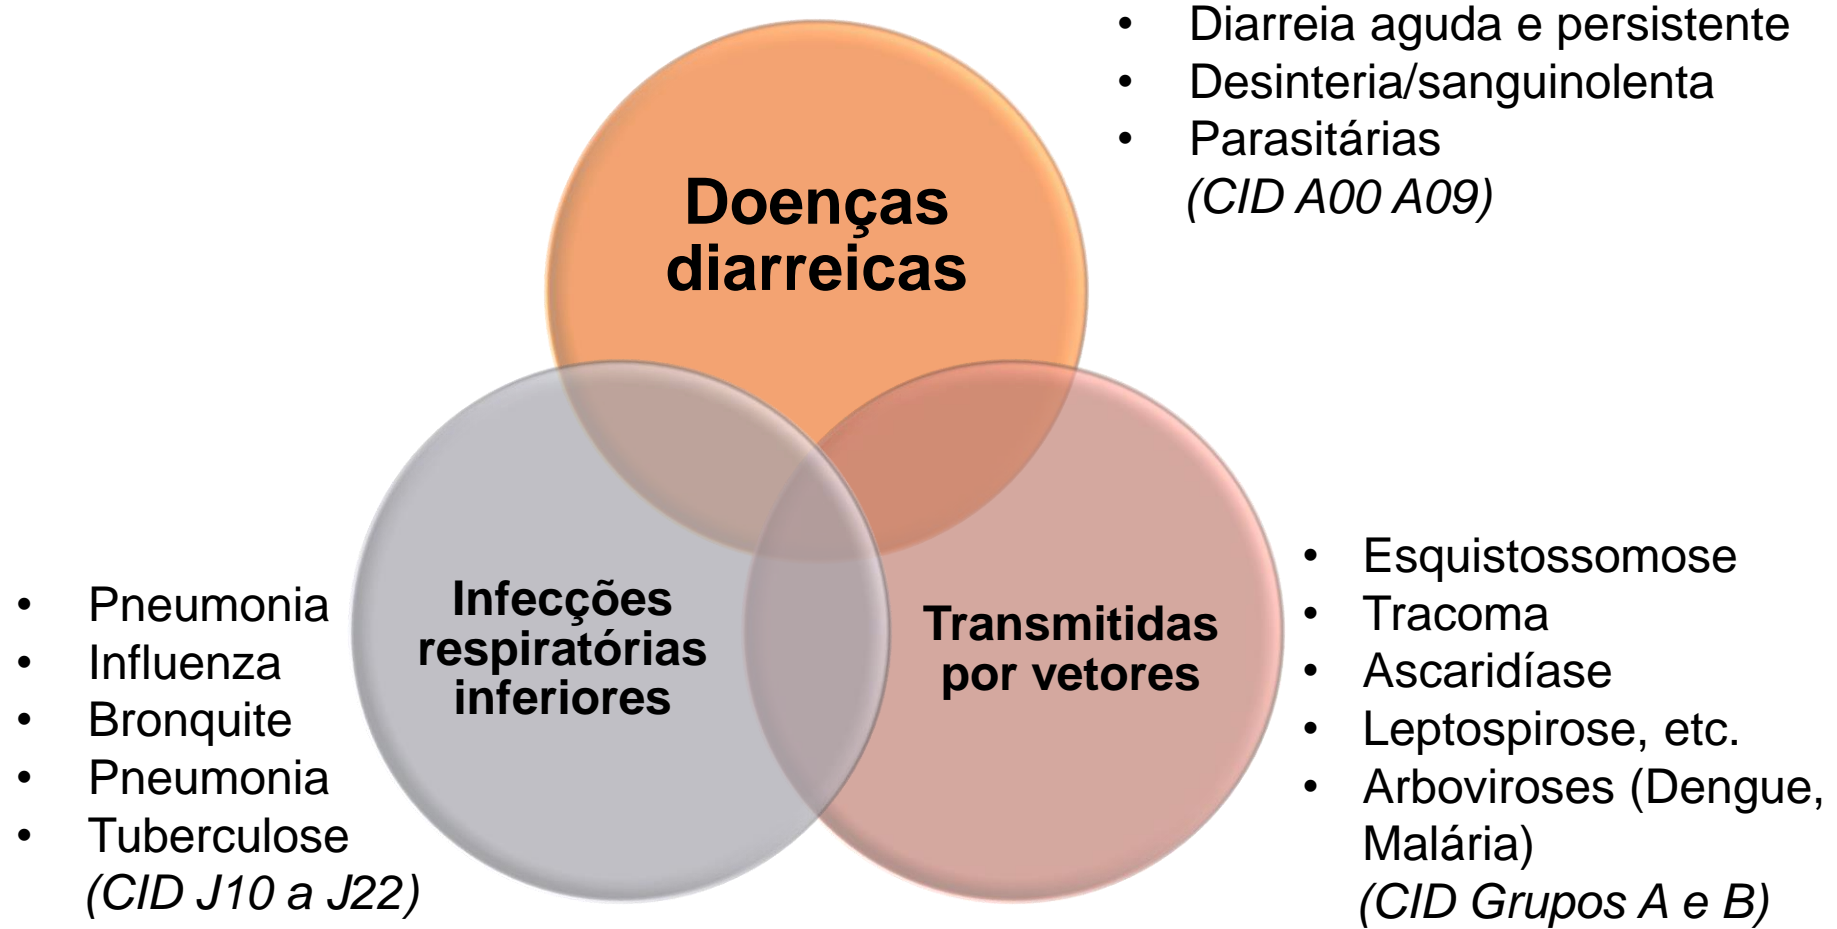 • Diarreia aguda e persistente
• Desinteria/sanguinolenta
• Parasitárias
(CID A00 A09)
Doenças
diarreicas
• Pneumonia
• Influenza
• Bronquite
• Pneumonia
• Tuberculose
(CID J10 a J22)
Infecções
respiratórias
inferiores
Transmitidas
por vetores
• Esquistossomose
• Tracoma
• Ascaridíase
• Leptospirose, etc.
• Arboviroses (Dengue,
Malária)
(CID Grupos A e B)